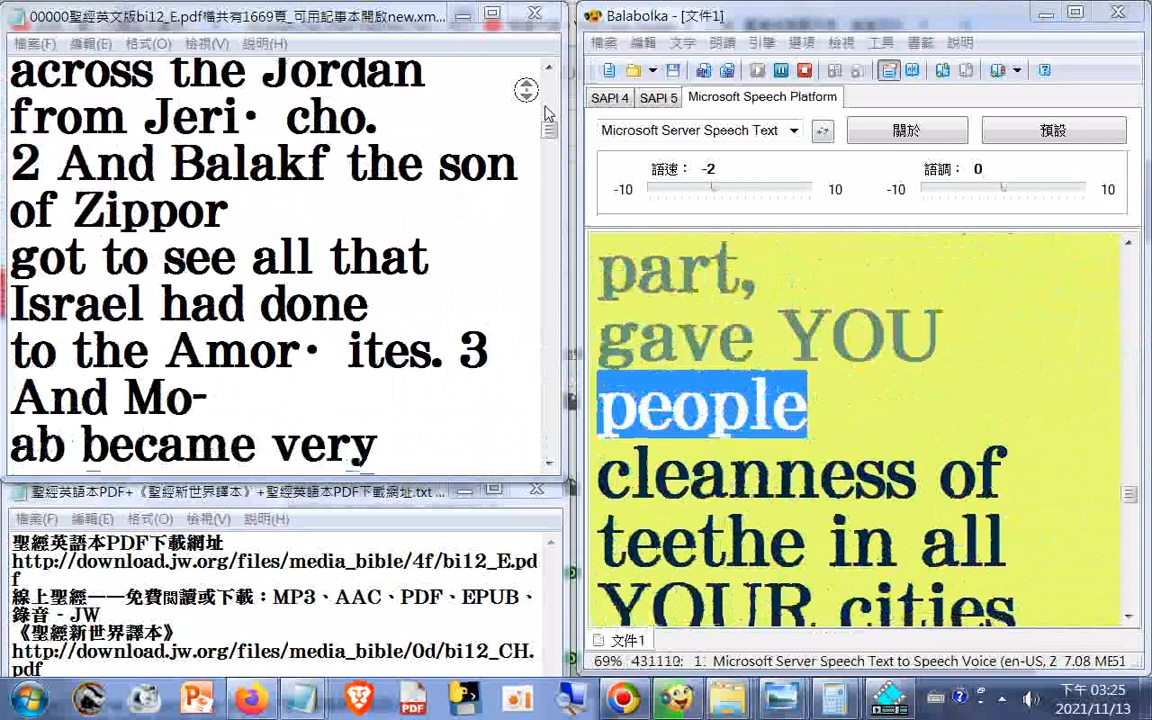 00000聖經英文版bi12_E.pdf檔共有1669頁_可用記事本開啟new.xm...
檔案(F) 編輯(E) 格式(O) 檢視(V) 說明(H)
across the Jordan
from Jeri· cho.
2 And Balakf the son
of Zippor
got to see all that
Israel had done
to the Amor· ites. 3
And Mo-
ab became very
聖經英語本PDF+《聖經新世界譯本》+聖經英語本PDF下載網址.txt ...
檔案(F) 編輯(E) 格式(O) 檢視(V) 說明(H)
聖經英語本PDF下載網址
http://download.jw.org/files/media_bible/4f/bi12_E.pd
f
線上聖經——免費閱讀或下載：MP3、AAC、PDF、EPUB、
錄音 - JW
《聖經新世界譯本》
http://download.jw.org/files/media_bible/0d/bi12_CH.
pdf
Balabolka - [文件1]
檔案 編輯 文字 朗讀 引擎 選項 檢視 工具 書籤 說明
SAPI 4 SAPI 5 Microsoft Speech Platform
Microsoft Server Speech Text 關於 預設
語速： -2 語調： 0
-10 10 -10 10
part,
gave YOU
people
cleanness of
teethe in all
YOUR cities
文件1
69% 431110: 1: Microsoft Server Speech Text to Speech Voice (en-US, Z 7.08 ME51
下午 03:25
2021/11/13